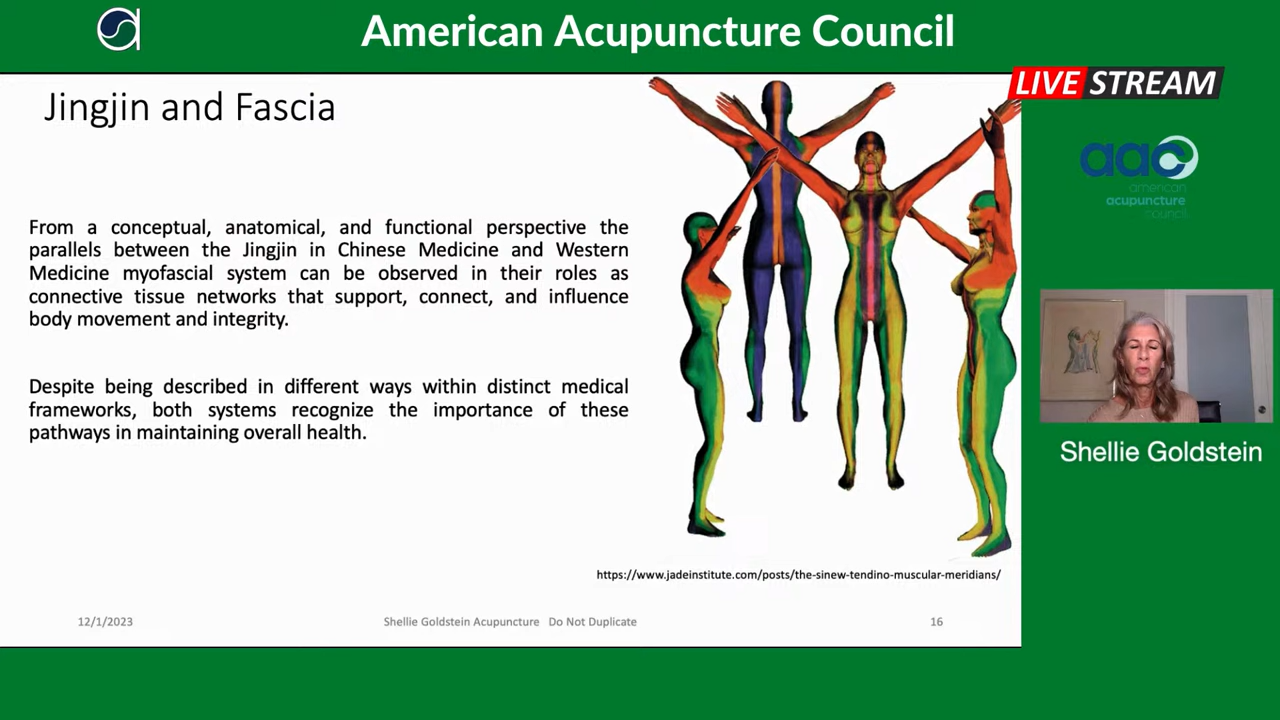 American Acupuncture Council
LIVE STREAM
Jingjin and Fascia
aac
american
acupuncture
council
From a conceptual, anatomical, and functional perspective the
parallels between the Jingjin in Chinese Medicine and Western
Medicine myofascial system can be observed in their roles as
connective tissue networks that support, connect, and influence
body movement and integrity.
Despite being described in different ways within distinct medical
frameworks, both systems recognize the importance of these
pathways in maintaining overall health.
Shellie Goldstein
https://www.jadeinstitute.com/posts/the-sinew-tendino-muscular-meridians/
12/1/2023
Shellie Goldstein Acupuncture Do Not Duplicate
16